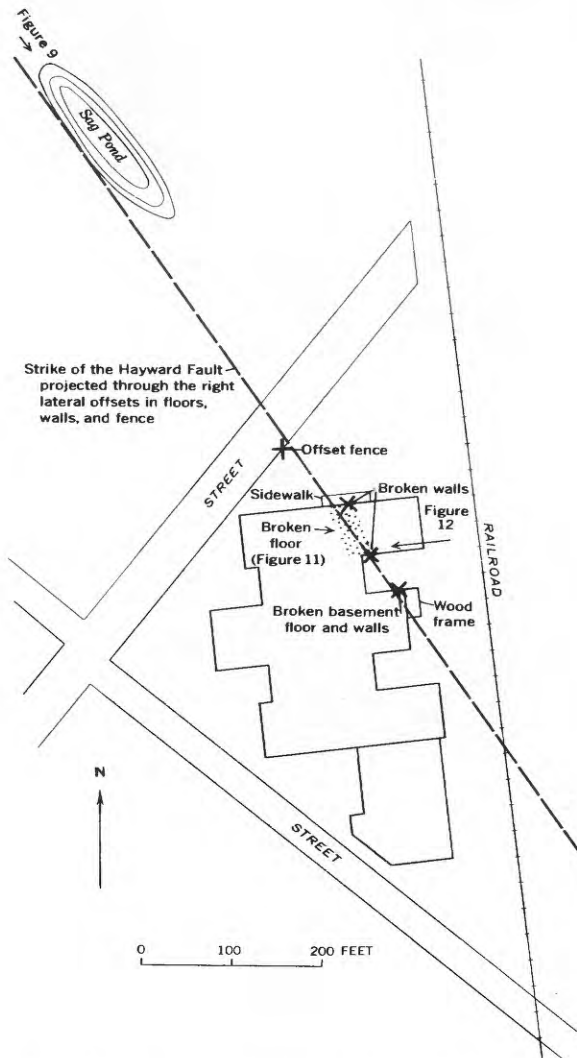 Figure 9
Sag Pond
Strike of the Hayward Fault
projected through the right
lateral offsets in floors,
walls, and fence
STREET
Offset fence
Sidewalk
Broken walls
Broken
floor
(Figure 11)
Figure
12
RAILROAD
Broken basement
floor and walls
Wood
frame
N
STREET
0 100 200 FEET